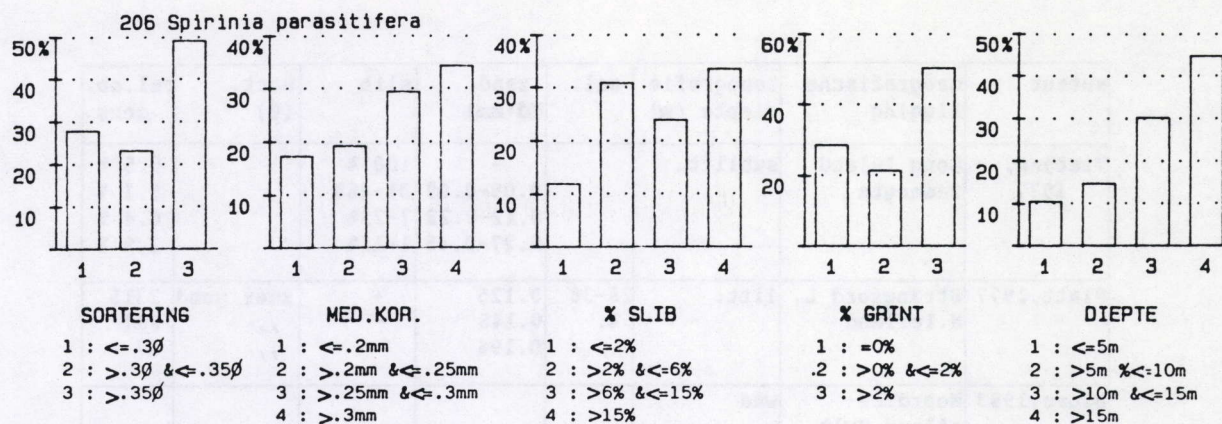 206 Spirinia parasitifera
50% 40% 40% 60% 50%
40 30 30 40 40
30 20 20 20 30
20 10 10 20
10 10
1 2 3 1 2 3 4 1 2 3 4 1 2 3 1 2 3 4
SORTERING MED.KOR. % SLIB % GRINT DIEPTE
1 : <=.3Ø 1 : <=.2mm 1 : <=2% 1 : =0% 1 : <=5m
2 : >.3Ø &<=.35Ø 2 : >.2mm &<=.25mm 2 : >2% &<=6% 2 : >0% &<=2% 2 : >5m %<=10m
3 : >.35Ø 3 : >.25mm &<=.3mm 3 : >6% &<=15% 3 : >2% 3 : >10m &<=15m
4 : >.3mm 4 : >15% 4 : >15m